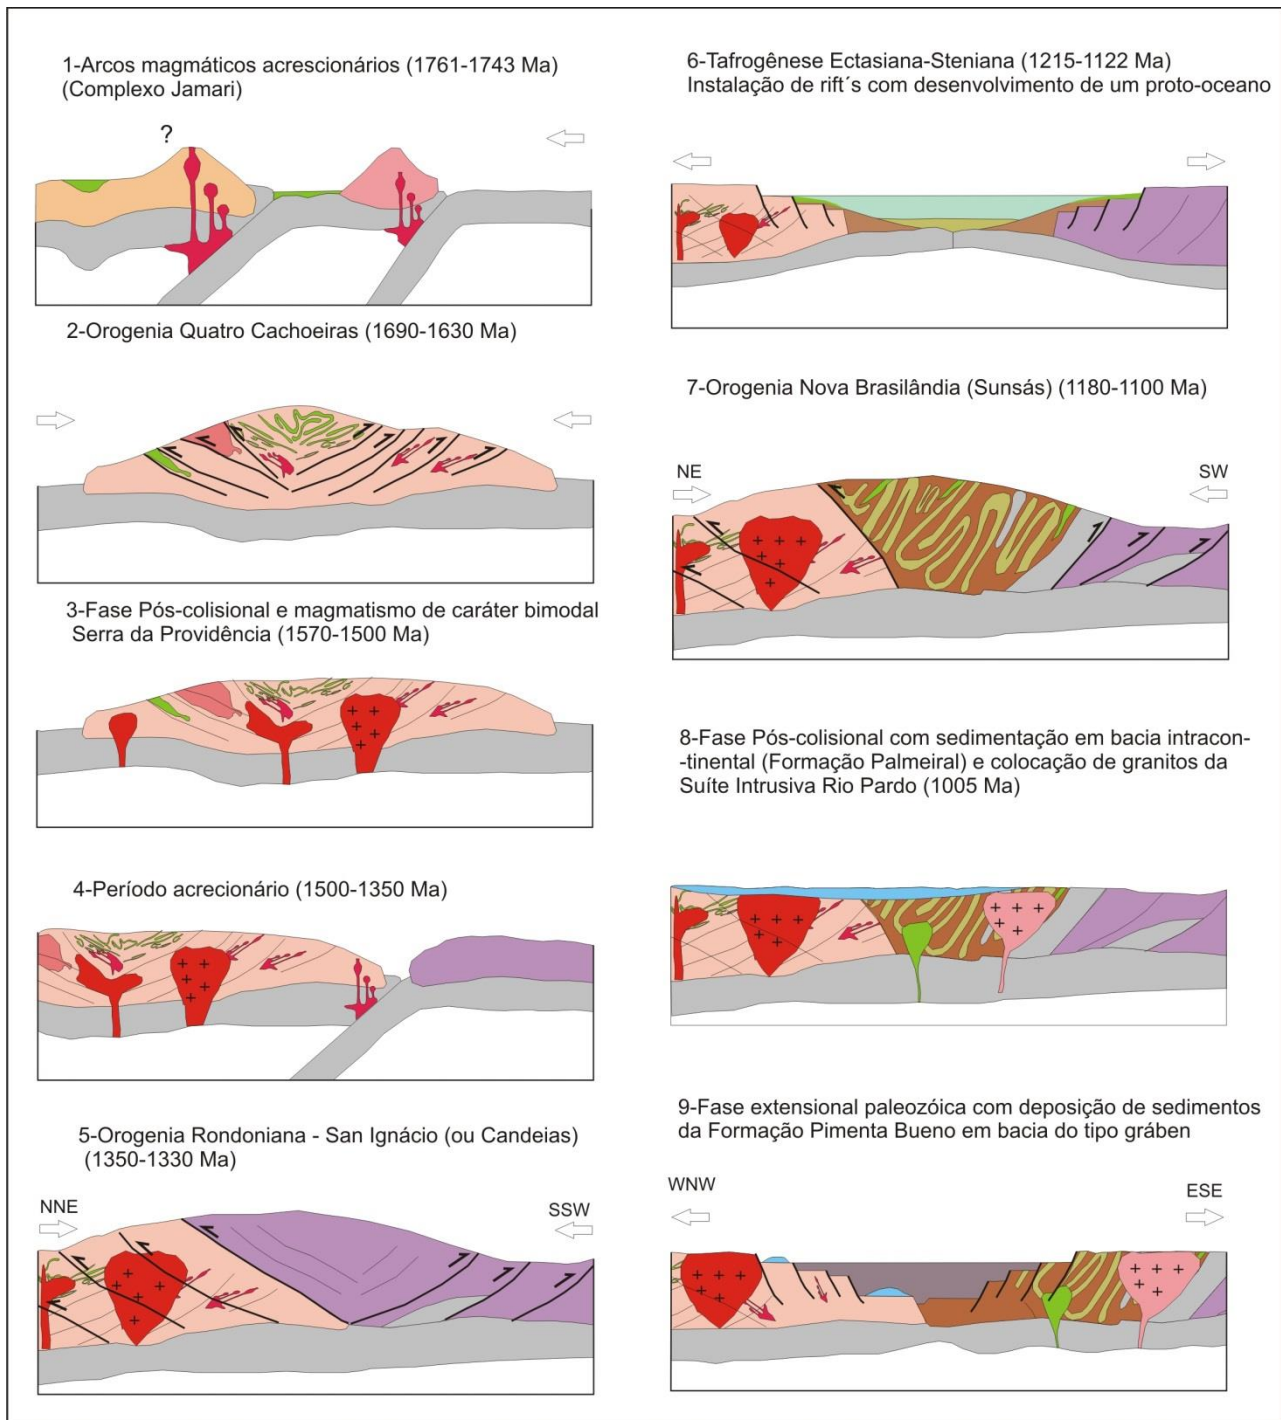 1-Arcos magmáticos acrescionários (1761-1743 Ma)
(Complexo Jamari)
?
2-Orogenia Quatro Cachoeiras (1690-1630 Ma)
3-Fase Pós-colisional e magmatismo de caráter bimodal
Serra da Providência (1570-1500 Ma)
4-Período acrecionário (1500-1350 Ma)
5-Orogenia Rondoniana - San Ignácio (ou Candeias)
(1350-1330 Ma)
NNE
SSW
6-Tafrogênese Ectasiana-Steniana (1215-1122 Ma)
Instalação de rift´s com desenvolvimento de um proto-oceano
7-Orogenia Nova Brasilândia (Sunsás) (1180-1100 Ma)
NE
SW
8-Fase Pós-colisional com sedimentação em bacia intracon-
-tinental (Formação Palmeiral) e colocação de granitos da
Suíte Intrusiva Rio Pardo (1005 Ma)
9-Fase extensional paleozóica com deposição de sedimentos
da Formação Pimenta Bueno em bacia do tipo gráben
WNW
ESE